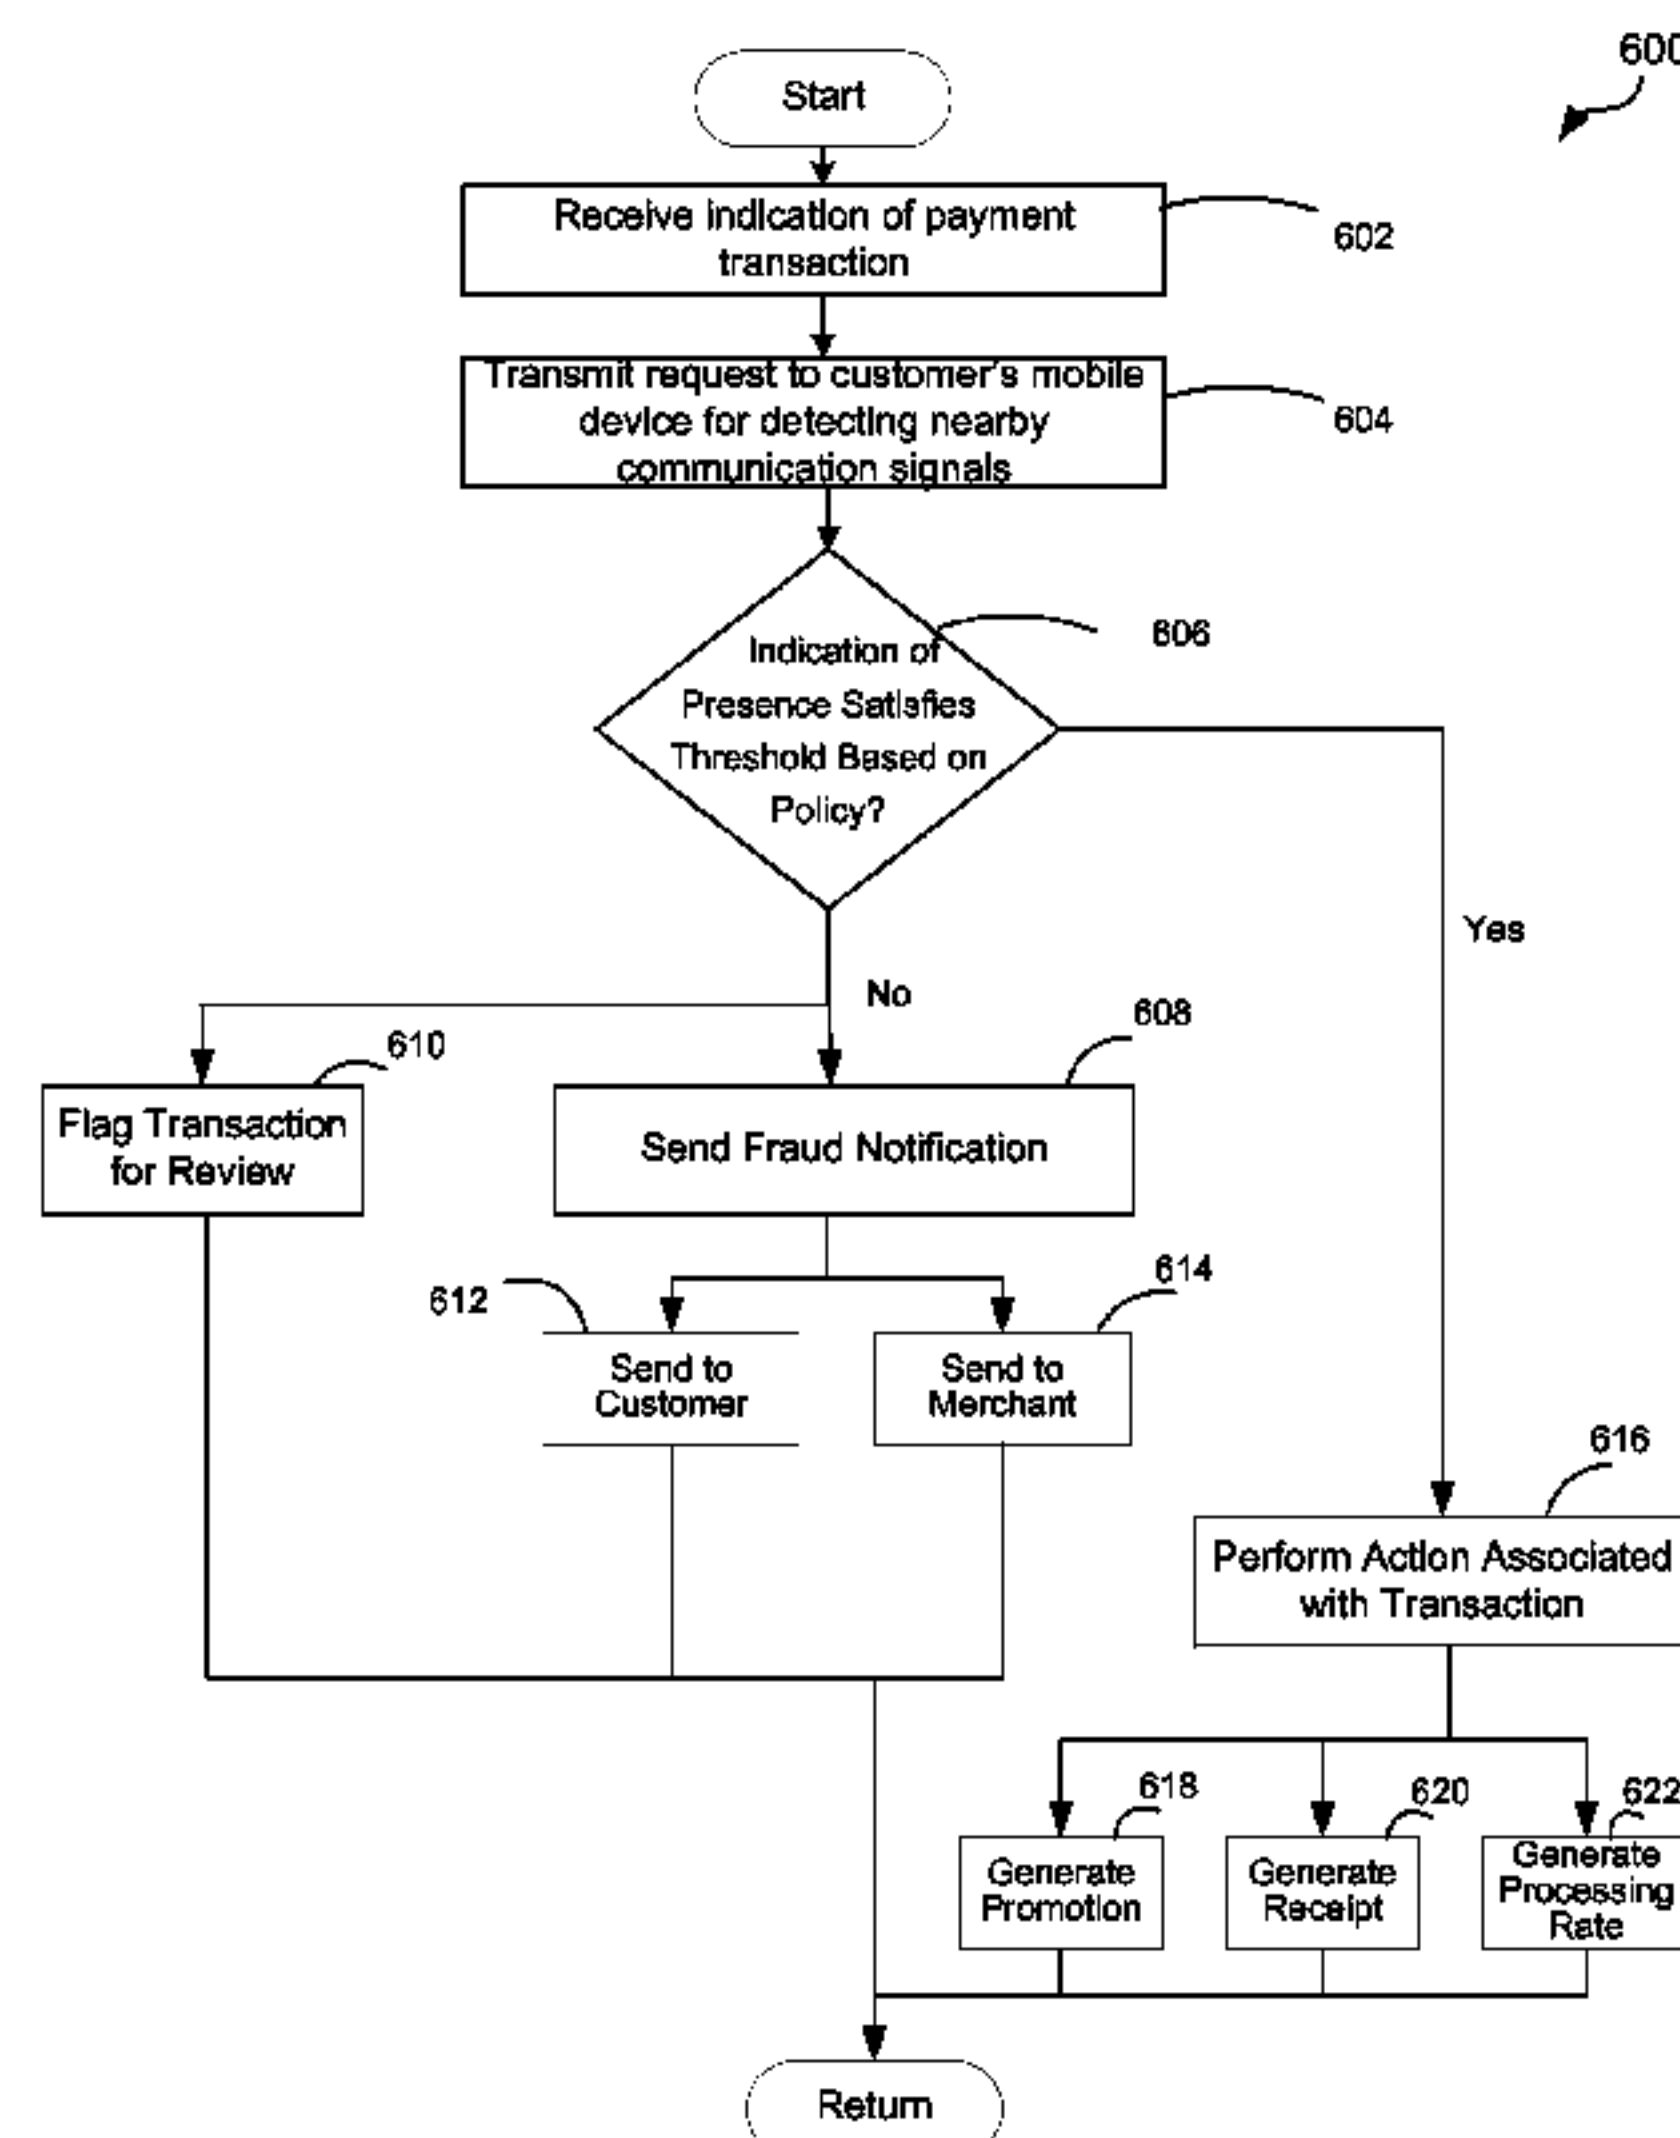 600
Start
Receive indication of payment
transaction
602
Transmit request to customer's mobile
device for detecting nearby
communication signals
604
Indication of
Presence Satisfies
Threshold Based on
Policy?
606
Yes
No
608
610
Flag Transaction
for Review
Send Fraud Notification
612
614
Send to
Customer
Send to
Merchant
616
Perform Action Associated
with Transaction
618
620
622
Generate
Promotion
Generate
Receipt
Generate
Processing
Rate
Return